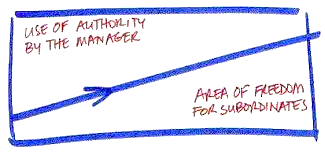 USE OF AUTHORITY
BY THE MANAGER
AREA OF FREEDOM
FOR SUBORDINATES